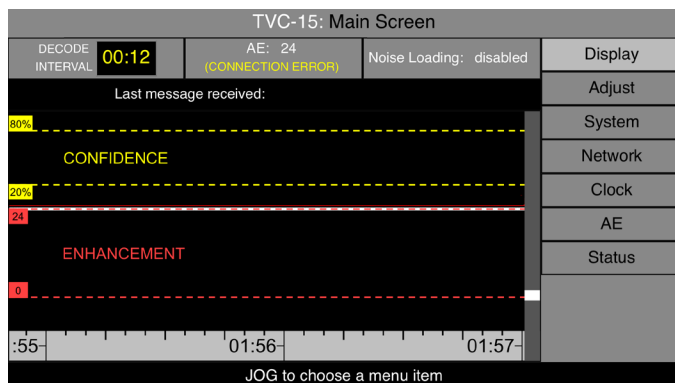 TVC-15: Main Screen
DECODE
INTERVAL
00:12
AE: 24
(CONNECTION ERROR)
Noise Loading: disabled
Last message received:
80%
CONFIDENCE
20%
24
ENHANCEMENT
0
:55
01:56
01:57
Display
Adjust
System
Network
Clock
AE
Status
JOG to choose a menu item